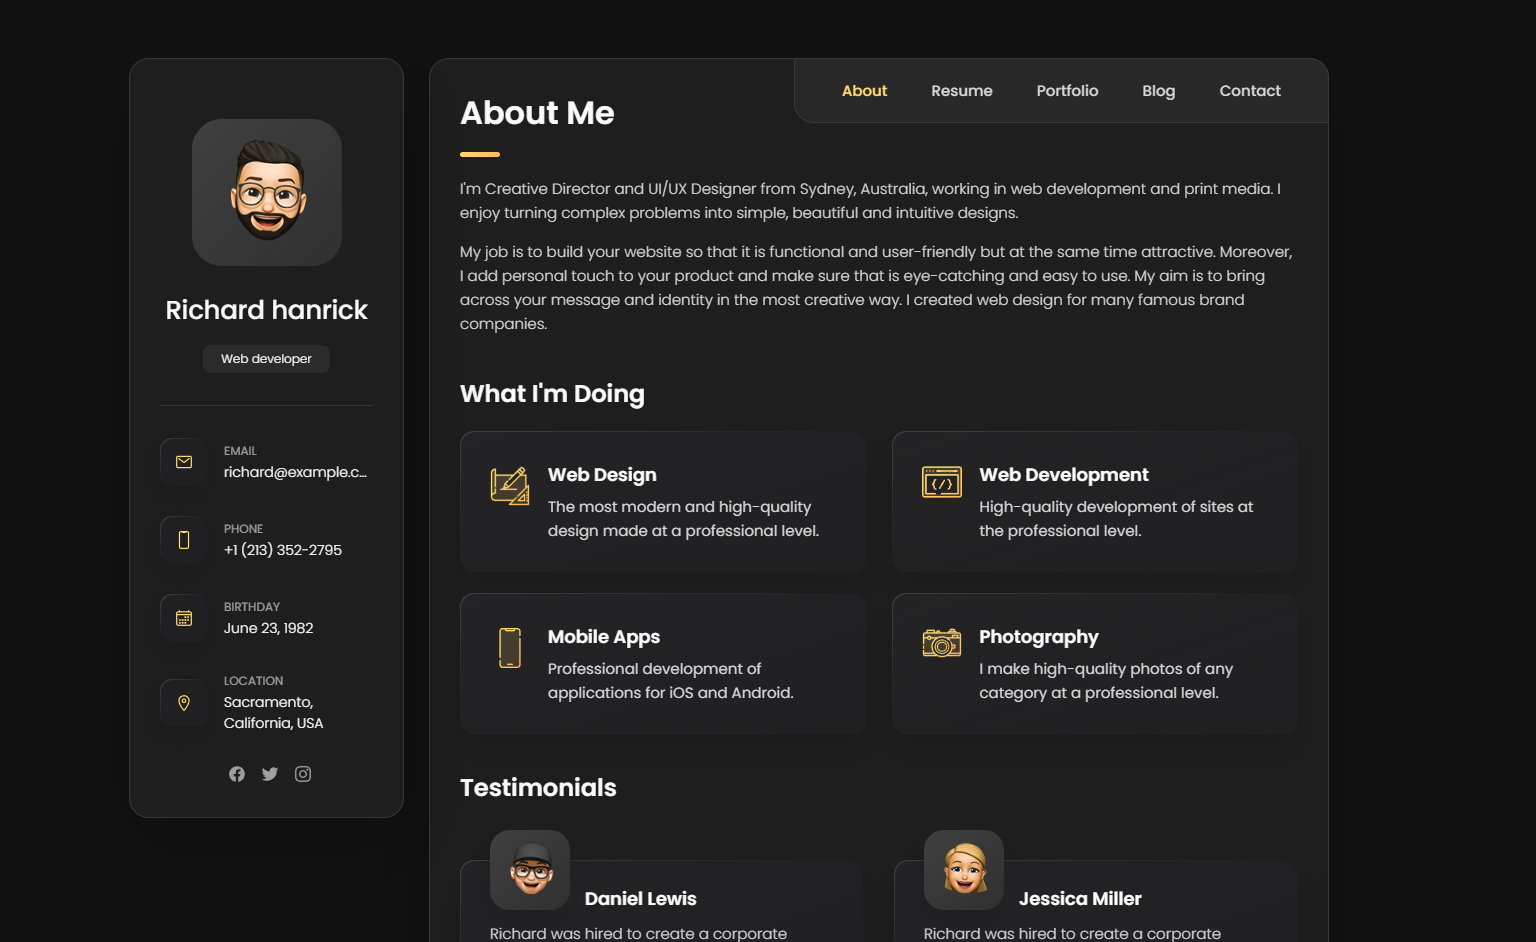 Richard hanrick
Web developer
EMAIL
richard@example.c...
PHONE
+1 (213) 352-2795
BIRTHDAY
June 23, 1982
LOCATION
Sacramento,
California, USA
About Resume Portfolio Blog Contact
About Me
I'm Creative Director and UI/UX Designer from Sydney, Australia, working in web development and print media. I
enjoy turning complex problems into simple, beautiful and intuitive designs.
My job is to build your website so that it is functional and user-friendly but at the same time attractive. Moreover,
I add personal touch to your product and make sure that is eye-catching and easy to use. My aim is to bring
across your message and identity in the most creative way. I created web design for many famous brand
companies.
What I'm Doing
Web Design
The most modern and high-quality
design made at a professional level.
Web Development
High-quality development of sites at
the professional level.
Mobile Apps
Professional development of
applications for iOS and Android.
Photography
I make high-quality photos of any
category at a professional level.
Testimonials
Daniel Lewis
Richard was hired to create a corporate
Jessica Miller
Richard was hired to create a corporate